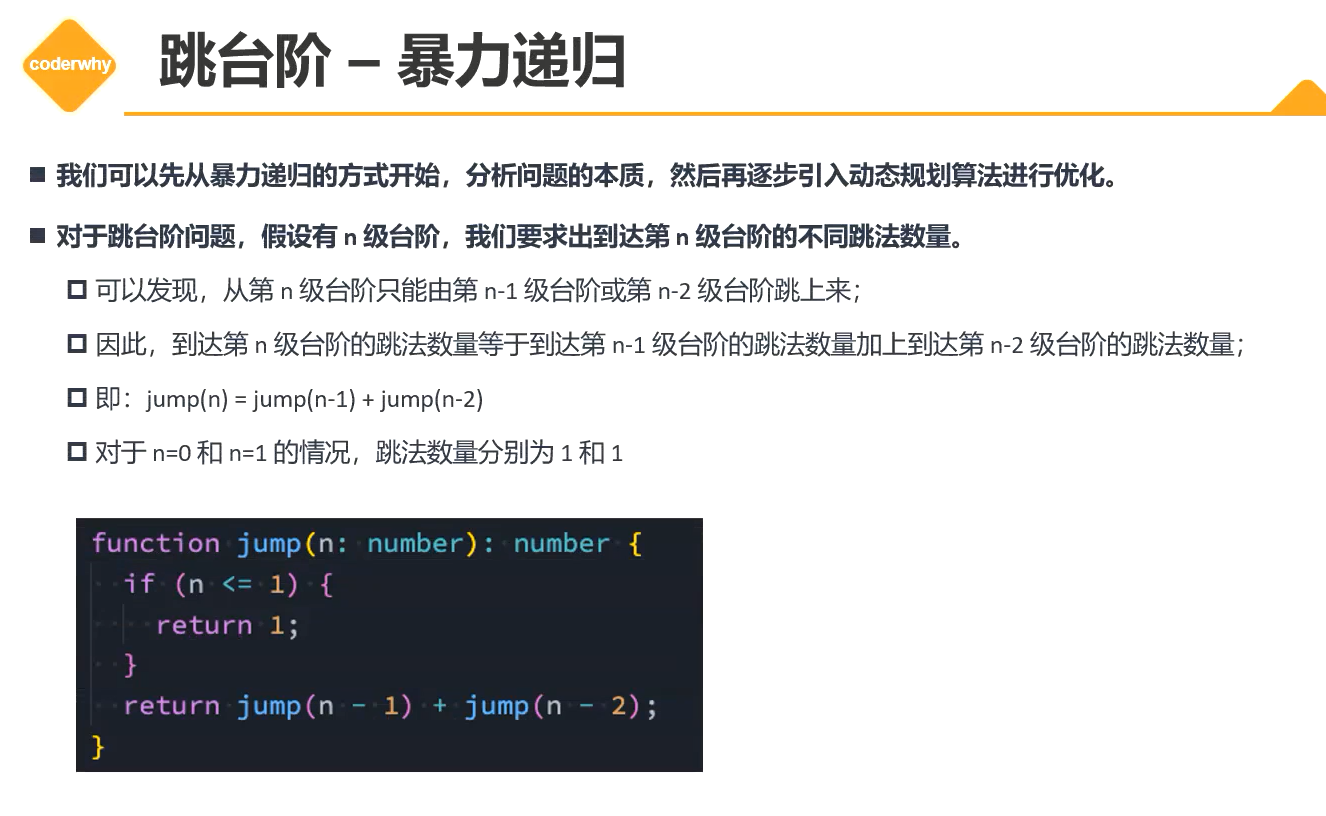 coderwhy
跳台阶 – 暴力递归
我们可以先从暴力递归的方式开始，分析问题的本质，然后再逐步引入动态规划算法进行优化。
对于跳台阶问题，假设有 n 级台阶，我们要求出到达第 n 级台阶的不同跳法数量。
可以发现，从第 n 级台阶只能由第 n-1 级台阶或第 n-2 级台阶跳上来；
因此，到达第 n 级台阶的跳法数量等于到达第 n-1 级台阶的跳法数量加上到达第 n-2 级台阶的跳法数量；
即：jump(n) = jump(n-1) + jump(n-2)
对于 n=0 和 n=1 的情况，跳法数量分别为 1 和 1
function jump(n: number): number {
  if (n <= 1) {
    return 1;
  }
  return jump(n - 1) + jump(n - 2);
}